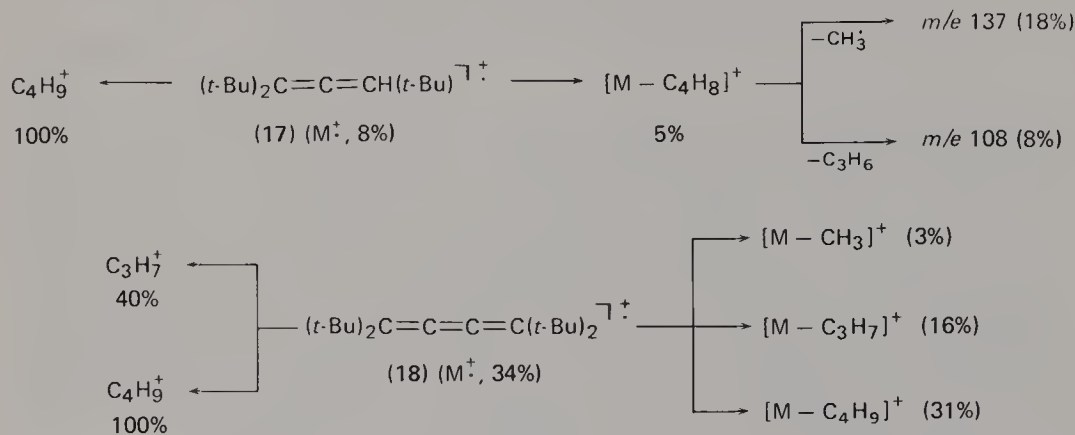 m/e 137 (18%)
−CH₃•
C₄H₉⁺ (t-Bu)₂C=C=CH(t-Bu)⌉•⁺ [M − C₄H₈]⁺
100% (17) (M•⁺, 8%) 5%
m/e 108 (8%)
−C₃H₆
[M − CH₃]⁺ (3%)
C₃H₇⁺
40%
(t-Bu)₂C=C=C=C(t-Bu)₂⌉•⁺ [M − C₃H₇]⁺ (16%)
(18) (M•⁺, 34%)
C₄H₉⁺
100%
[M − C₄H₉]⁺ (31%)